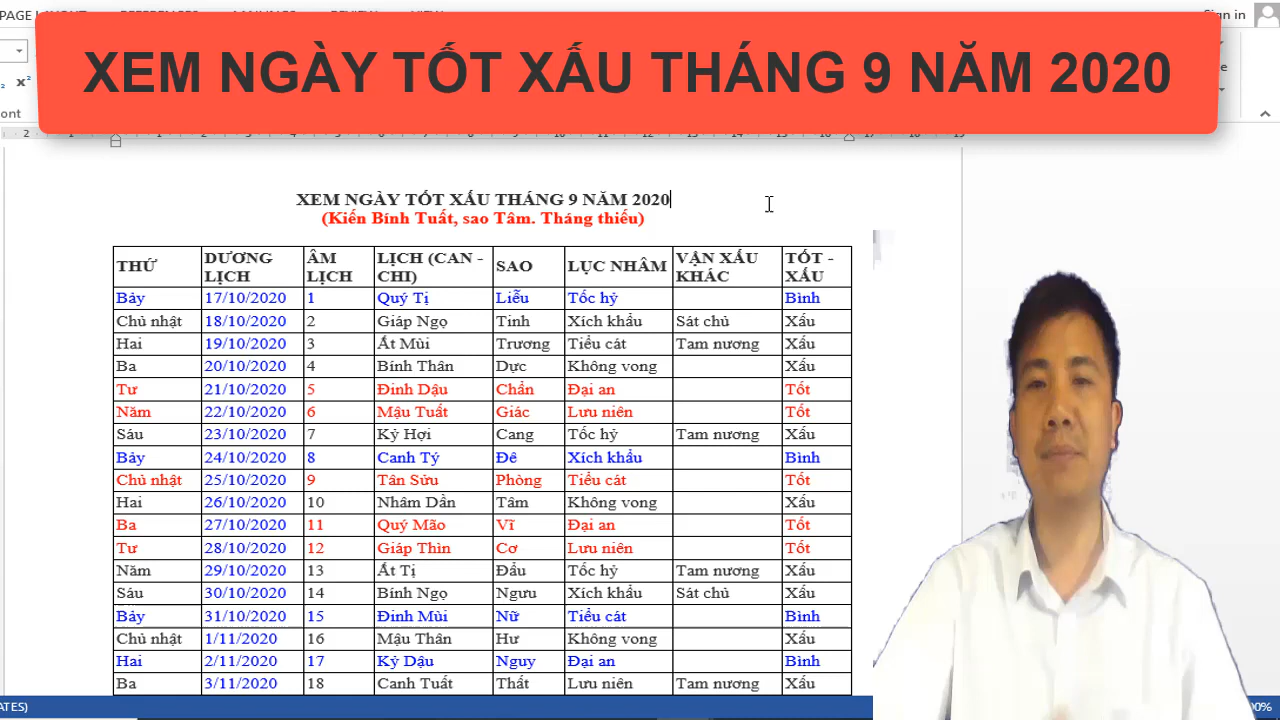 Sign in
XEM NGÀY TỐT XẤU THÁNG 9 NĂM 2020
XEM NGÀY TỐT XẤU THÁNG 9 NĂM 2020
(Kiến Bính Tuất, sao Tâm. Tháng thiếu)
THỨ DƯƠNG LỊCH ÂM LỊCH LỊCH (CAN - CHI) SAO LỤC NHÂM VẬN XẤU KHÁC TỐT - XẤU
Bảy 17/10/2020 1 Quý Tị Liễu Tốc hỷ Bình
Chủ nhật 18/10/2020 2 Giáp Ngọ Tinh Xích khẩu Sát chủ Xấu
Hai 19/10/2020 3 Ất Mùi Trương Tiểu cát Tam nương Xấu
Ba 20/10/2020 4 Bính Thân Dực Không vong Xấu
Tư 21/10/2020 5 Đinh Dậu Chẩn Đại an Tốt
Năm 22/10/2020 6 Mậu Tuất Giác Lưu niên Tốt
Sáu 23/10/2020 7 Kỷ Hợi Cang Tốc hỷ Tam nương Xấu
Bảy 24/10/2020 8 Canh Tý Đê Xích khẩu Bình
Chủ nhật 25/10/2020 9 Tân Sửu Phòng Tiểu cát Tốt
Hai 26/10/2020 10 Nhâm Dần Tâm Không vong Xấu
Ba 27/10/2020 11 Quý Mão Vĩ Đại an Tốt
Tư 28/10/2020 12 Giáp Thìn Cơ Lưu niên Tốt
Năm 29/10/2020 13 Ất Tị Đẩu Tốc hỷ Tam nương Xấu
Sáu 30/10/2020 14 Bính Ngọ Ngưu Xích khẩu Sát chủ Xấu
Bảy 31/10/2020 15 Đinh Mùi Nữ Tiểu cát Bình
Chủ nhật 1/11/2020 16 Mậu Thân Hư Không vong Xấu
Hai 2/11/2020 17 Kỷ Dậu Nguy Đại an Bình
Ba 3/11/2020 18 Canh Tuất Thất Lưu niên Tam nương Xấu